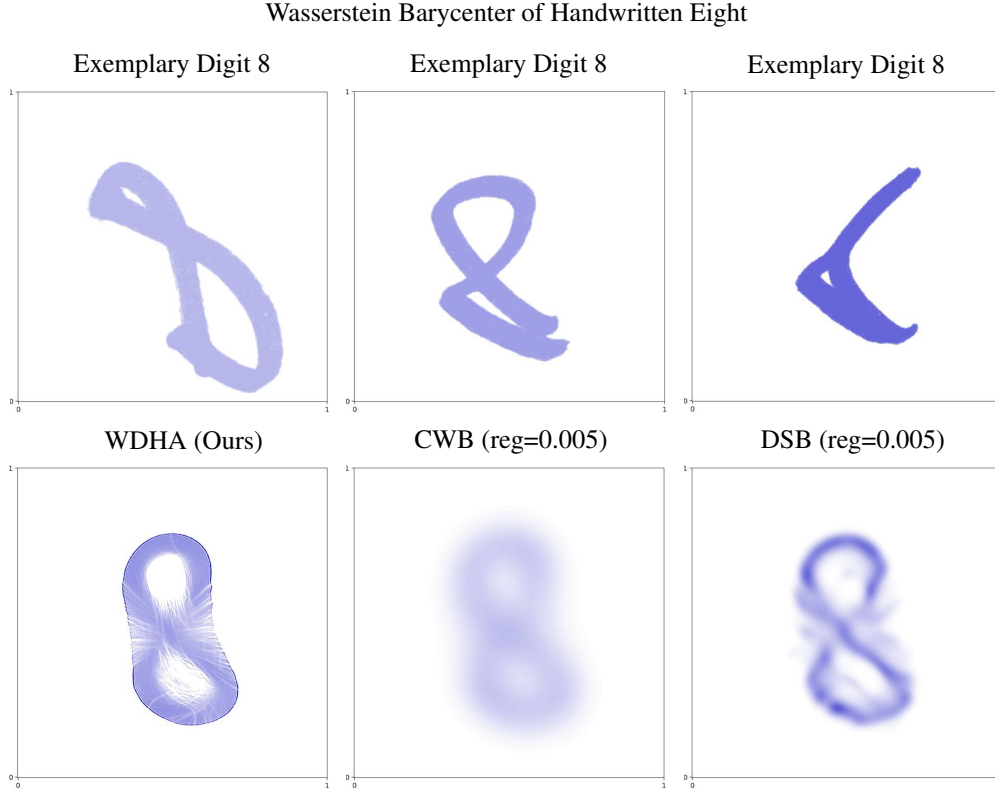 Wasserstein Barycenter of Handwritten Eight
Exemplary Digit 8 Exemplary Digit 8 Exemplary Digit 8
1 1 1
0 0 0
0 1 0 1 0
WDHA (Ours) CWB (reg=0.005) DSB (reg=0.005)
1 1 1
0 0 0
0 1 0 1 0